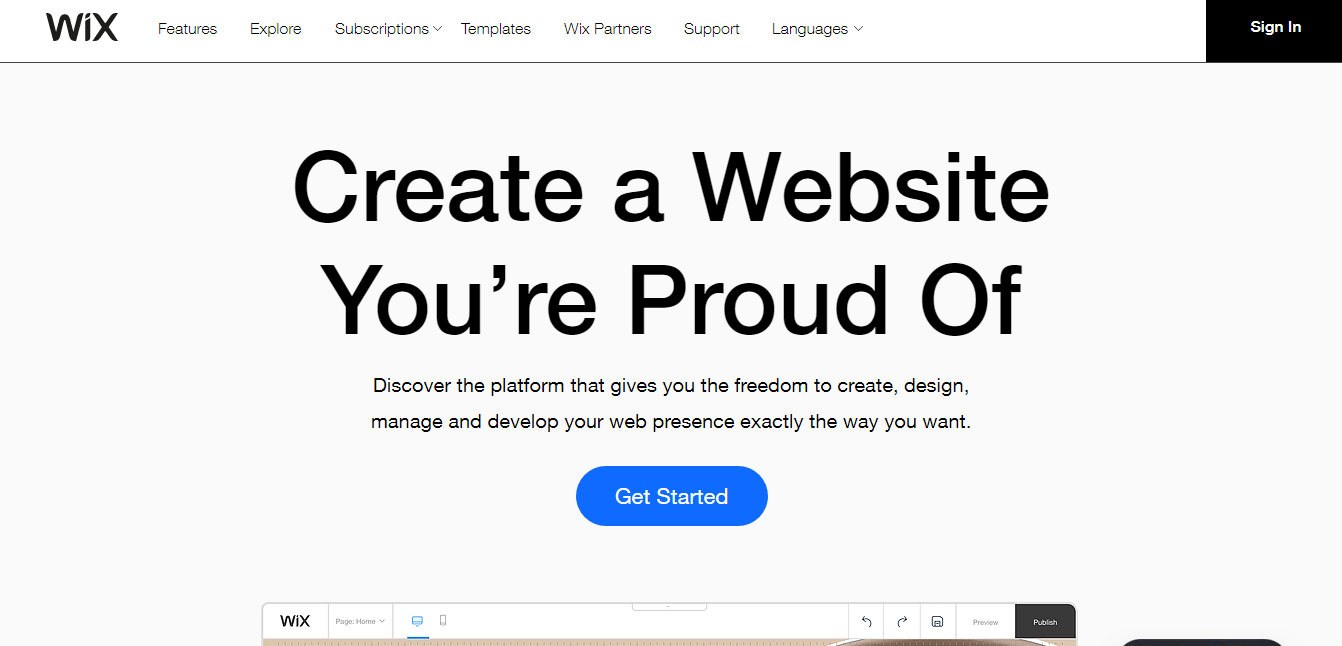 WiX Features Explore Subscriptions Templates Wix Partners Support Languages Sign In
Create a Website
You’re Proud Of
Discover the platform that gives you the freedom to create, design,
manage and develop your web presence exactly the way you want.
Get Started
WiX Page: Home Preview Publish